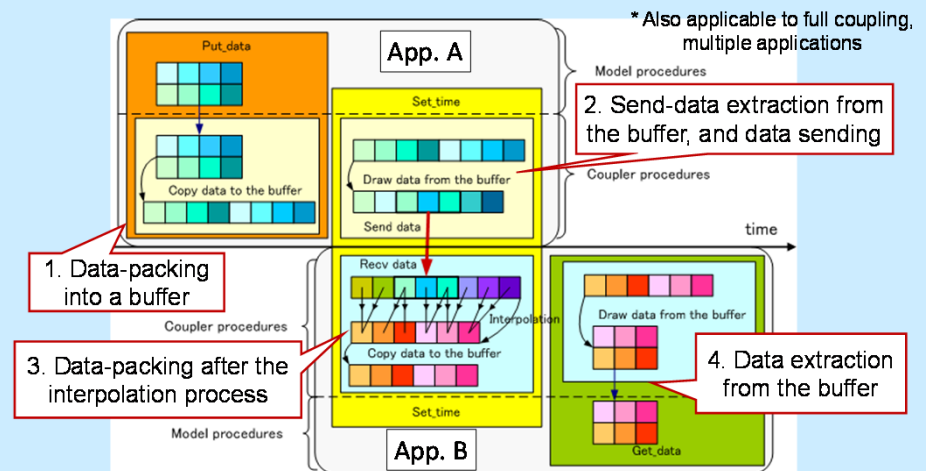 * Also applicable to full coupling,
multiple applications
Put_data
App. A
Model procedures
Set_time
2. Send-data extraction from
the buffer, and data sending
Copy data to the buffer
Draw data from the buffer
Coupler procedures
Send data
time
1. Data-packing
into a buffer
Recv data
Interpolation
Draw data from the buffer
Coupler procedures
3. Data-packing after the
interpolation process
Copy data to the buffer
4. Data extraction
from the buffer
Set_time
Model procedures
App. B
Get_data